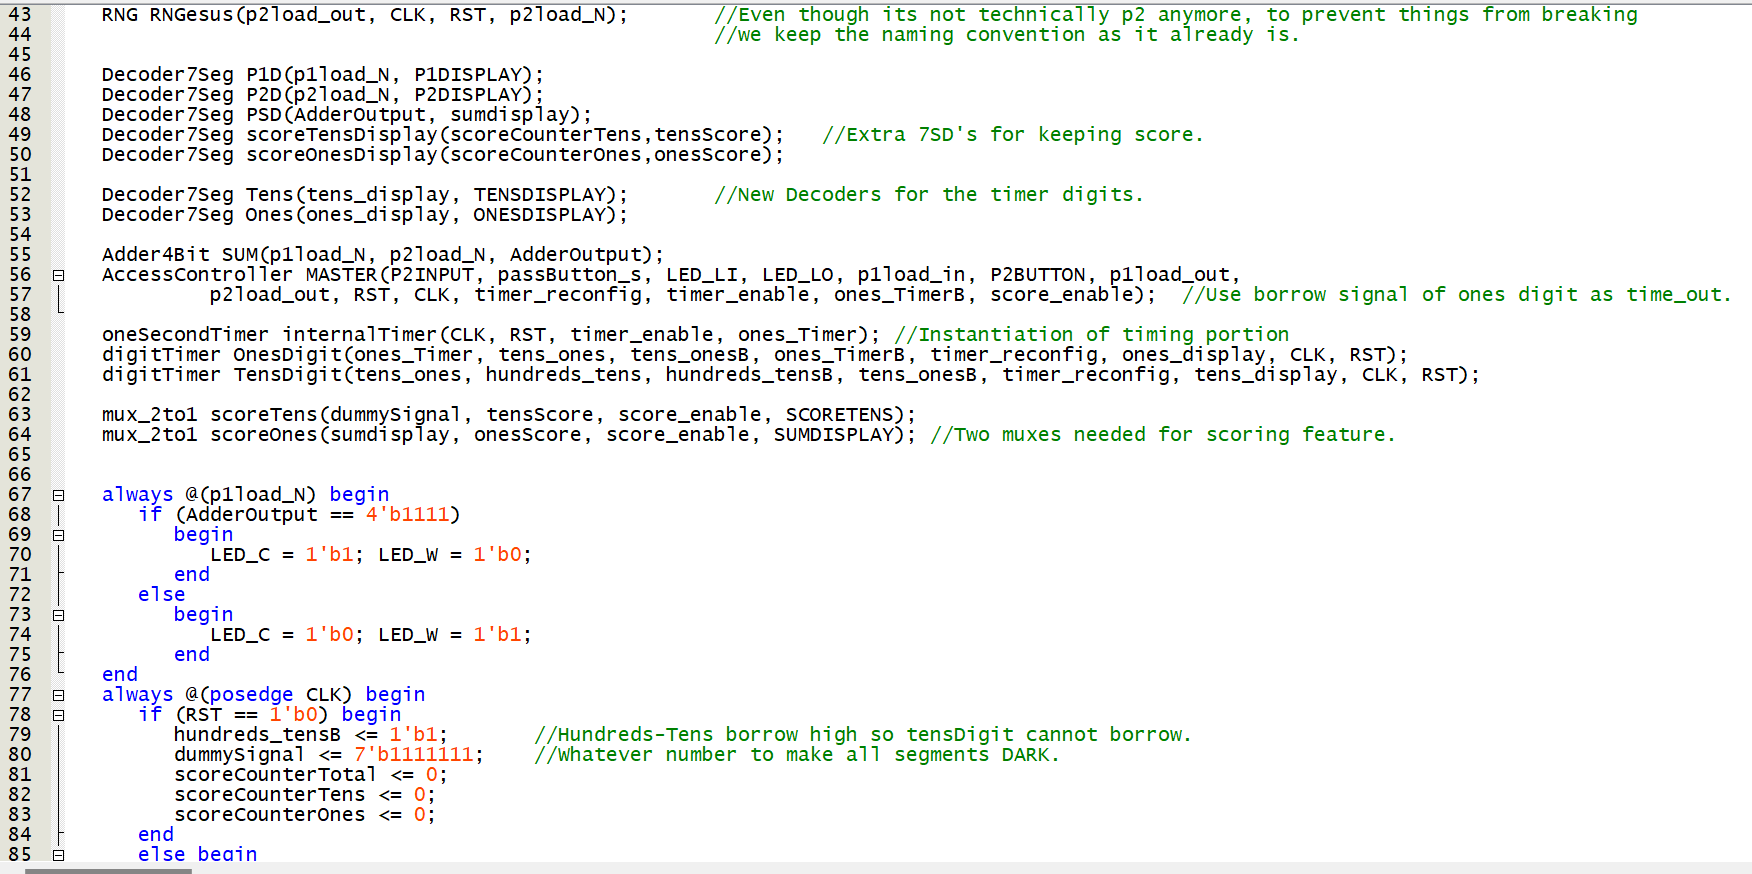 43 RNG RNGesus(p2load_out, CLK, RST, p2load_N); //Even though its not technically p2 anymore, to prevent things from breaking
44 //we keep the naming convention as it already is.
45
46 Decoder7Seg P1D(p1load_N, P1DISPLAY);
47 Decoder7Seg P2D(p2load_N, P2DISPLAY);
48 Decoder7Seg PSD(AdderOutput, sumdisplay);
49 Decoder7Seg scoreTensDisplay(scoreCounterTens,tensScore); //Extra 7SD's for keeping score.
50 Decoder7Seg scoreOnesDisplay(scoreCounterOnes,onesScore);
51
52 Decoder7Seg Tens(tens_display, TENSDISPLAY); //New Decoders for the timer digits.
53 Decoder7Seg Ones(ones_display, ONESDISPLAY);
54
55 Adder4Bit SUM(p1load_N, p2load_N, AdderOutput);
56 AccessController MASTER(P2INPUT, passButton_s, LED_LI, LED_LO, p1load_in, P2BUTTON, p1load_out,
57 p2load_out, RST, CLK, timer_reconfig, timer_enable, ones_TimerB, score_enable); //Use borrow signal of ones digit as time_out.
58
59 oneSecondTimer internalTimer(CLK, RST, timer_enable, ones_Timer); //Instantiation of timing portion
60 digitTimer OnesDigit(ones_Timer, tens_ones, tens_onesB, ones_TimerB, timer_reconfig, ones_display, CLK, RST);
61 digitTimer TensDigit(tens_ones, hundreds_tens, hundreds_tensB, tens_onesB, timer_reconfig, tens_display, CLK, RST);
62
63 mux_2to1 scoreTens(dummySignal, tensScore, score_enable, SCORETENS);
64 mux_2to1 scoreOnes(sumdisplay, onesScore, score_enable, SUMDISPLAY); //Two muxes needed for scoring feature.
65
66
67 always @(p1load_N) begin
68 if (AdderOutput == 4'b1111)
69 begin
70 LED_C = 1'b1; LED_W = 1'b0;
71 end
72 else
73 begin
74 LED_C = 1'b0; LED_W = 1'b1;
75 end
76 end
77 always @(posedge CLK) begin
78 if (RST == 1'b0) begin
79 hundreds_tensB <= 1'b1; //Hundreds-Tens borrow high so tensDigit cannot borrow.
80 dummySignal <= 7'b1111111; //Whatever number to make all segments DARK.
81 scoreCounterTotal <= 0;
82 scoreCounterTens <= 0;
83 scoreCounterOnes <= 0;
84 end
85 else begin